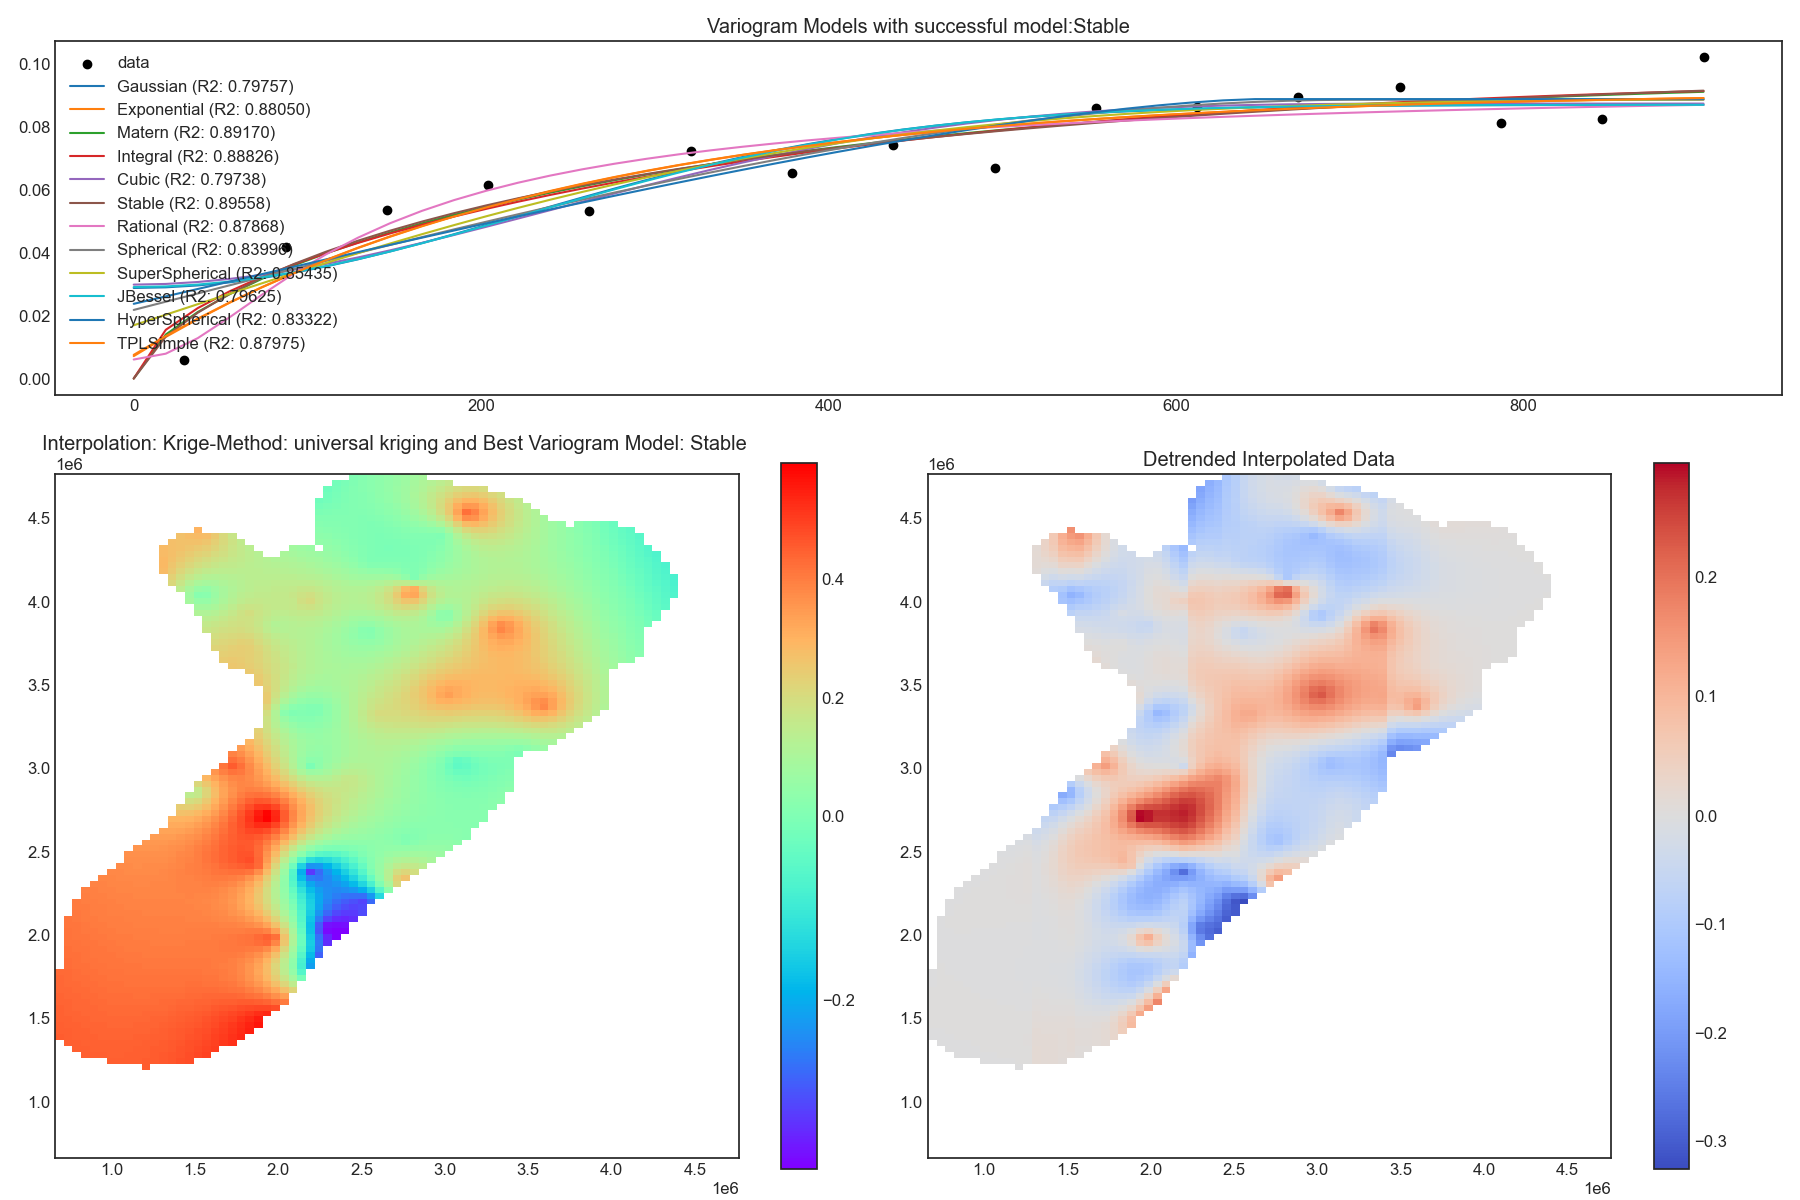 Variogram Models with successful model:Stable
0.10
0.08
0.06
0.04
0.02
0.00
data
Gaussian (R2: 0.79757)
Exponential (R2: 0.88050)
Matern (R2: 0.89170)
Integral (R2: 0.88826)
Cubic (R2: 0.79738)
Stable (R2: 0.89558)
Rational (R2: 0.87868)
Spherical (R2: 0.83996)
SuperSpherical (R2: 0.85435)
JBessel (R2: 0.79625)
HyperSpherical (R2: 0.83322)
TPLSimple (R2: 0.87975)
0 200 400 600 800
Interpolation: Krige-Method: universal kriging and Best Variogram Model: Stable
1e6
4.5
4.0
3.5
3.0
2.5
2.0
1.5
1.0
1.0 1.5 2.0 2.5 3.0 3.5 4.0 4.5
1e6
0.4
0.2
0.0
−0.2
Detrended Interpolated Data
1e6
4.5
4.0
3.5
3.0
2.5
2.0
1.5
1.0
1.0 1.5 2.0 2.5 3.0 3.5 4.0 4.5
1e6
0.2
0.1
0.0
−0.1
−0.2
−0.3